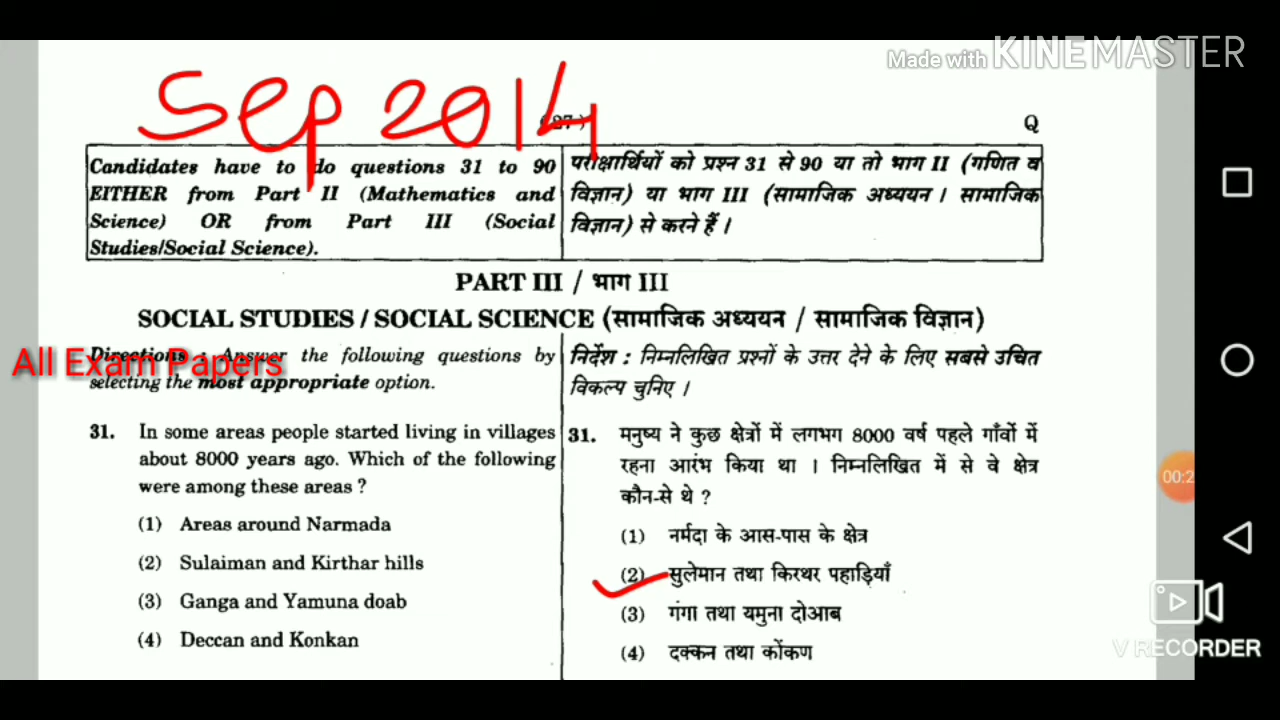 Made with KINEMASTER
Sep 2014
( 27 )
Q
Candidates have to do questions 31 to 90
EITHER from Part II (Mathematics and
Science) OR from Part III (Social
Studies/Social Science).
परीक्षार्थियों को प्रश्न 31 से 90 या तो भाग II (गणित व
विज्ञान) या भाग III (सामाजिक अध्ययन / सामाजिक
विज्ञान) से करने हैं ।
PART III / भाग III
SOCIAL STUDIES / SOCIAL SCIENCE (सामाजिक अध्ययन / सामाजिक विज्ञान)
All Exam Papers
Directions : Answer the following questions by
selecting the most appropriate option.
31. In some areas people started living in villages
about 8000 years ago. Which of the following
were among these areas ?
(1) Areas around Narmada
(2) Sulaiman and Kirthar hills
(3) Ganga and Yamuna doab
(4) Deccan and Konkan
निर्देश : निम्नलिखित प्रश्नों के उत्तर देने के लिए सबसे उचित
विकल्प चुनिए ।
31. मनुष्य ने कुछ क्षेत्रों में लगभग 8000 वर्ष पहले गाँवों में
रहना आरंभ किया था । निम्नलिखित में से वे क्षेत्र
कौन-से थे ?
(1) नर्मदा के आस-पास के क्षेत्र
(2) सुलेमान तथा किरथर पहाड़ियाँ
(3) गंगा तथा यमुना दोआब
(4) दक्कन तथा कोंकण
00:2
V RECORDER